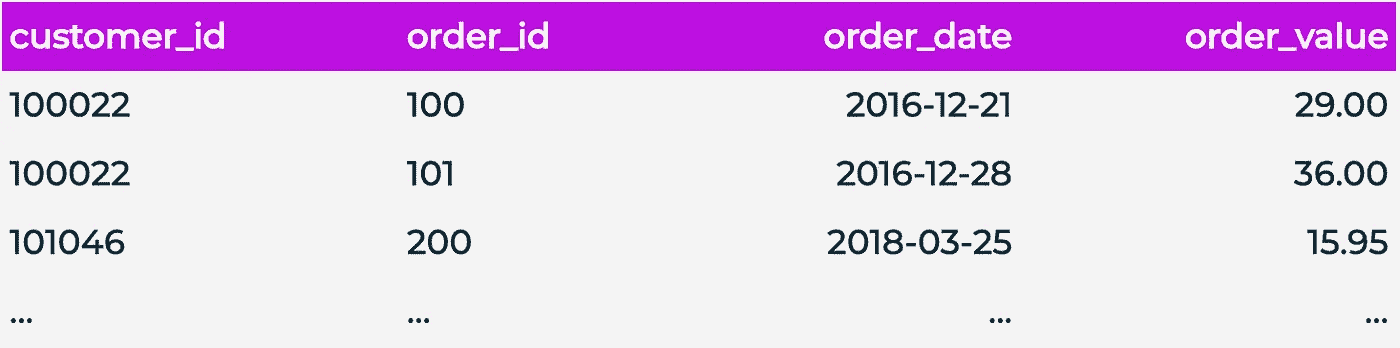 customer_id order_id order_date order_value
100022 100 2016-12-21 29.00
100022 101 2016-12-28 36.00
101046 200 2018-03-25 15.95
... ... ... ...